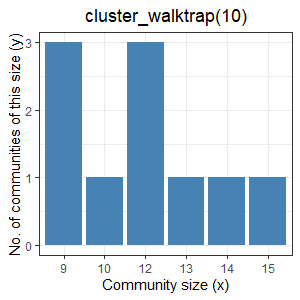 cluster_walktrap(10)
No. of communities of this size (y)
3
2
1
0
9 10 12 13 14 15
Community size (x)